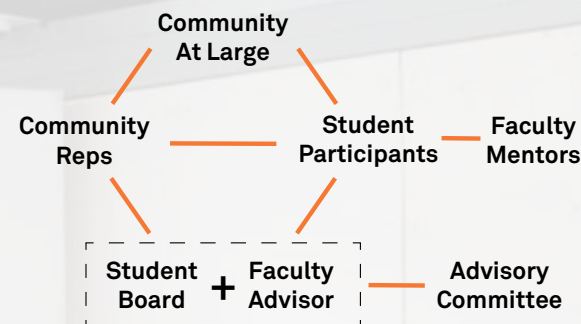 Community
At Large
Community
Reps
Student
Participants
Faculty
Mentors
Student
Board
+
Faculty
Advisor
Advisory
Committee